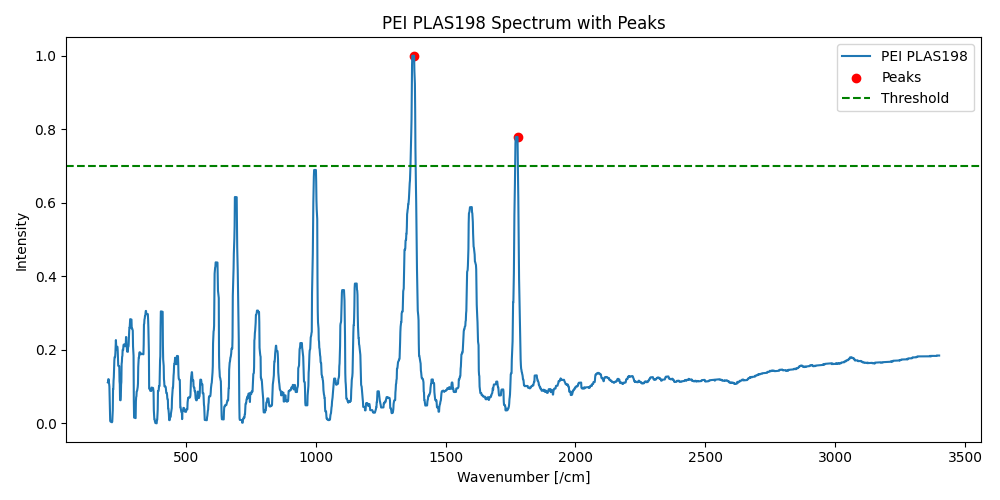 PEI PLAS198 Spectrum with Peaks
PEI PLAS198
Peaks
Threshold
Intensity
1.0
0.8
0.6
0.4
0.2
0.0
500 1000 1500 2000 2500 3000 3500
Wavenumber [/cm]